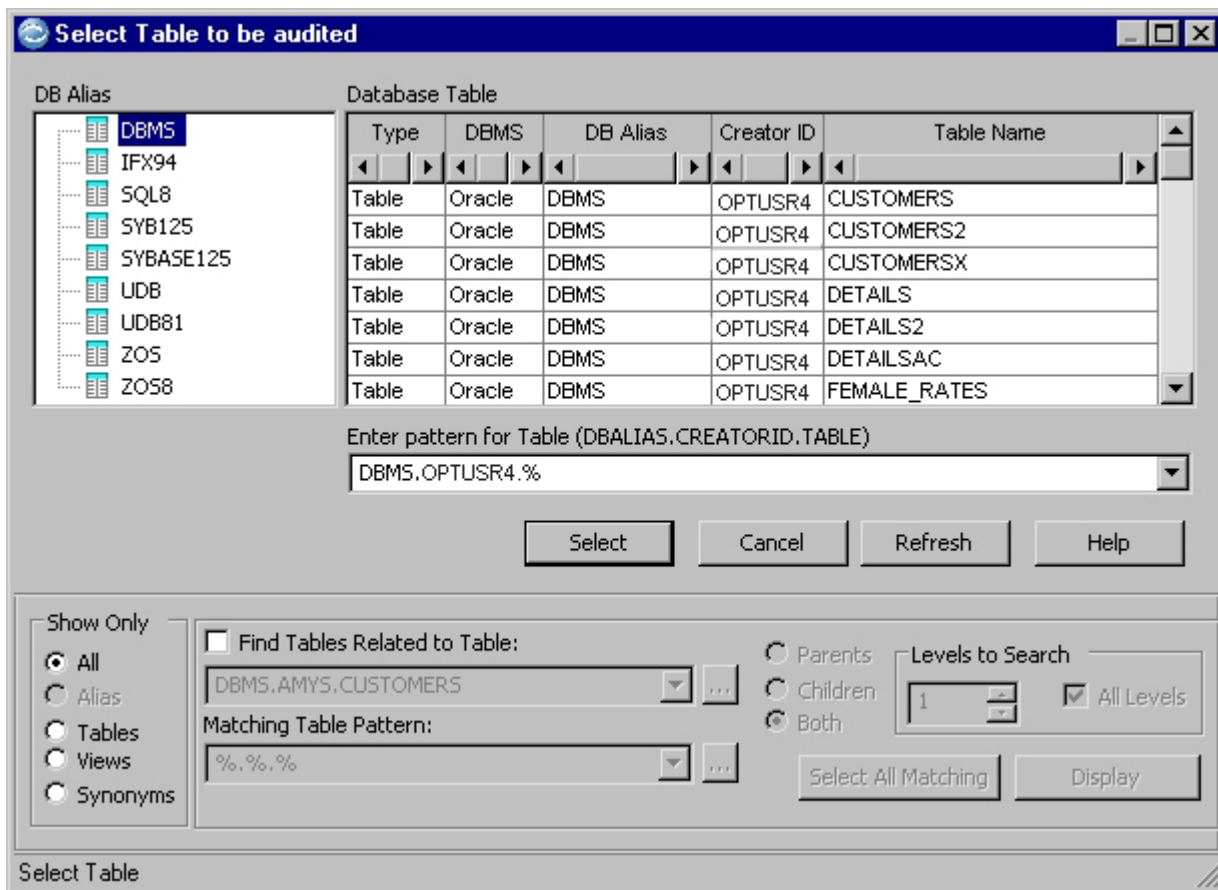 Select Table to be audited
DB Alias
DBMS
IFX94
SQL8
SYB125
SYBASE125
UDB
UDB81
ZOS
ZOS8
Database Table
Type DBMS DB Alias Creator ID Table Name
Table Oracle DBMS OPTUSR4 CUSTOMERS
Table Oracle DBMS OPTUSR4 CUSTOMERS2
Table Oracle DBMS OPTUSR4 CUSTOMERSX
Table Oracle DBMS OPTUSR4 DETAILS
Table Oracle DBMS OPTUSR4 DETAILS2
Table Oracle DBMS OPTUSR4 DETAILSAC
Table Oracle DBMS OPTUSR4 FEMALE_RATES
Enter pattern for Table (DBALIAS.CREATORID.TABLE)
DBMS.OPTUSR4.%
Select Cancel Refresh Help
Show Only
All
Alias
Tables
Views
Synonyms
Find Tables Related to Table:
DBMS.AMYS.CUSTOMERS ...
Matching Table Pattern:
%.%.% ...
Parents
Children
Both
Levels to Search
1 All Levels
Select All Matching Display
Select Table